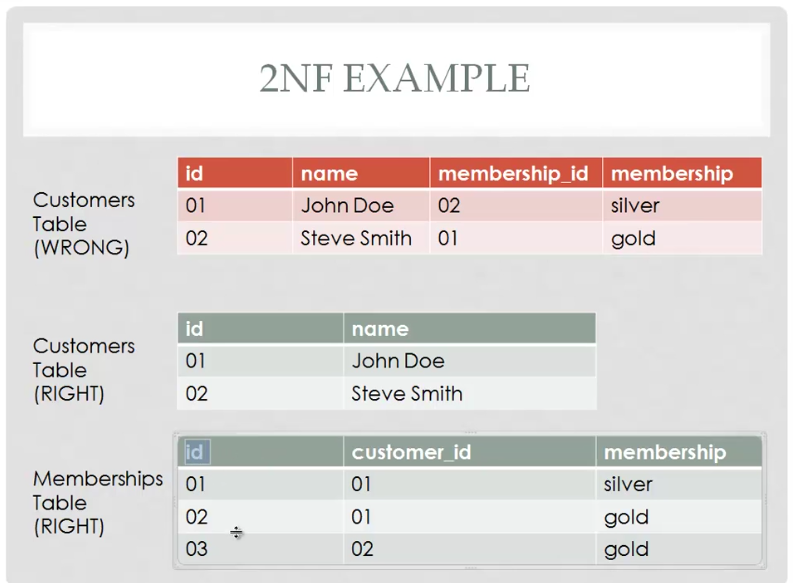 2NF EXAMPLE
Customers
Table
(WRONG)
id name membership_id membership
01 John Doe 02 silver
02 Steve Smith 01 gold
Customers
Table
(RIGHT)
id name
01 John Doe
02 Steve Smith
Memberships
Table
(RIGHT)
id customer_id membership
01 01 silver
02 01 gold
03 02 gold